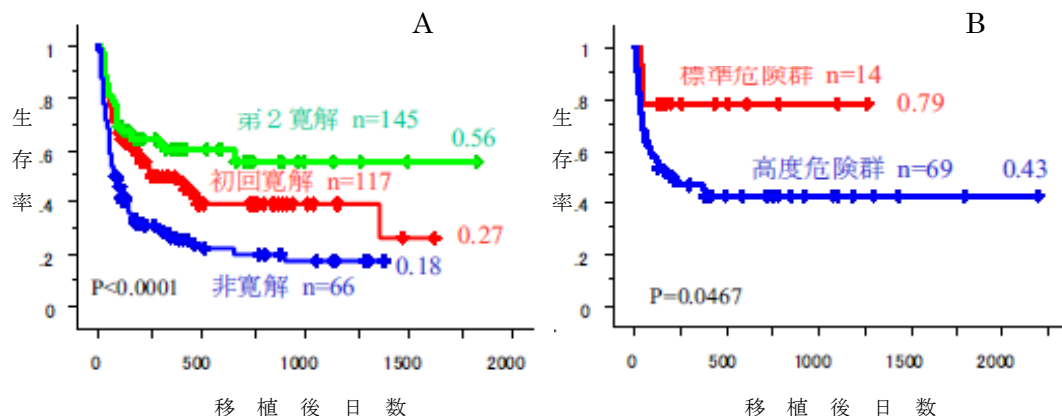 A
生存率
1
.8
.6
.4
.2
0
第2寛解 n=145
0.56
初回寛解 n=117
0.27
0.18
P<0.0001
非寛解 n=66
0
500
1000
1500
2000
移植後日数
B
生存率
1
.8
.6
.4
.2
0
標準危険群 n=14
0.79
高度危険群 n=69
0.43
P=0.0467
0
500
1000
1500
2000
移植後日数